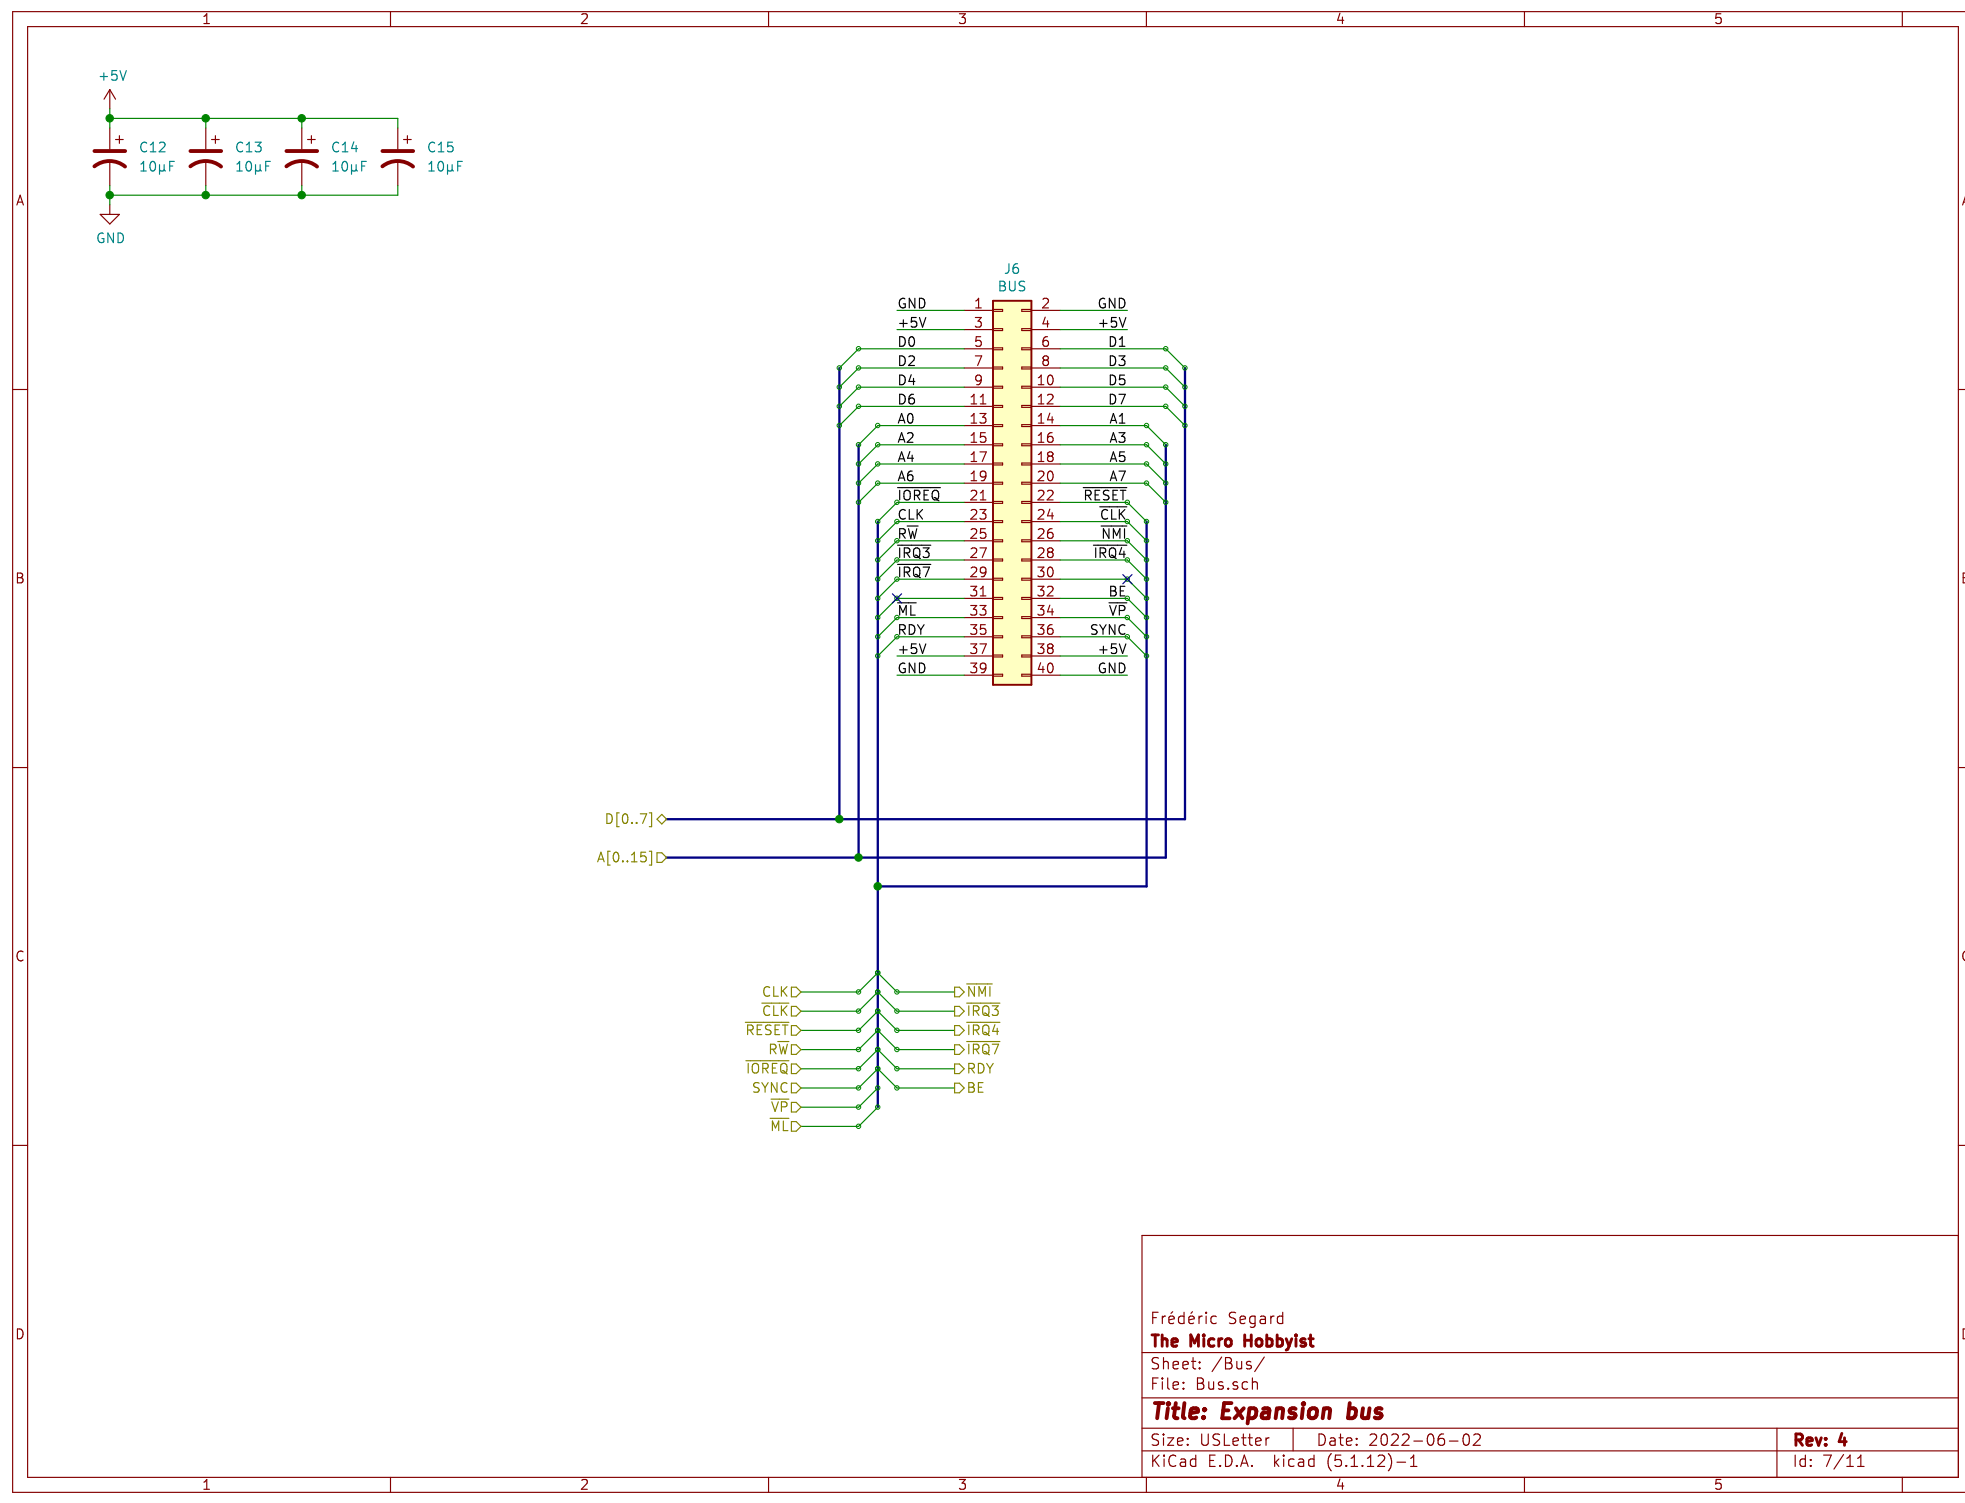 1 2 3 4 5
+5V
C12 C13 C14 C15
10µF 10µF 10µF 10µF
A
GND
J6
BUS
GND 1 2 GND
+5V 3 4 +5V
D0 5 6 D1
D2 7 8 D3
D4 9 10 D5
D6 11 12 D7
A0 13 14 A1
A2 15 16 A3
A4 17 18 A5
A6 19 20 A7
IOREQ 21 22 RESET
CLK 23 24 CLK
RW 25 26 NMI
IRQ3 27 28 IRQ4
B
IRQ7 29 30
31 32 BE
ML 33 34 VP
RDY 35 36 SYNC
+5V 37 38 +5V
GND 39 40 GND
D[0..7]
A[0..15]
C
CLK NMI
CLK IRQ3
RESET IRQ4
RW IRQ7
IOREQ RDY
SYNC BE
VP
ML
Frédéric Segard
D
The Micro Hobbyist
Sheet: /Bus/
File: Bus.sch
Title: Expansion bus
Size: USLetter Date: 2022-06-02 Rev: 4
KiCad E.D.A. kicad (5.1.12)-1 Id: 7/11
1 2 3 4 5